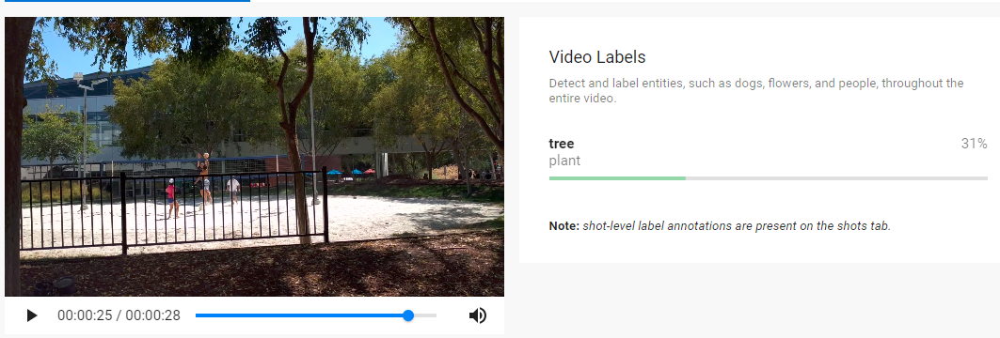 Video Labels
Detect and label entities, such as dogs, flowers, and people, throughout the
entire video.
tree 31%
plant
Note: shot-level label annotations are present on the shots tab.
00:00:25 / 00:00:28